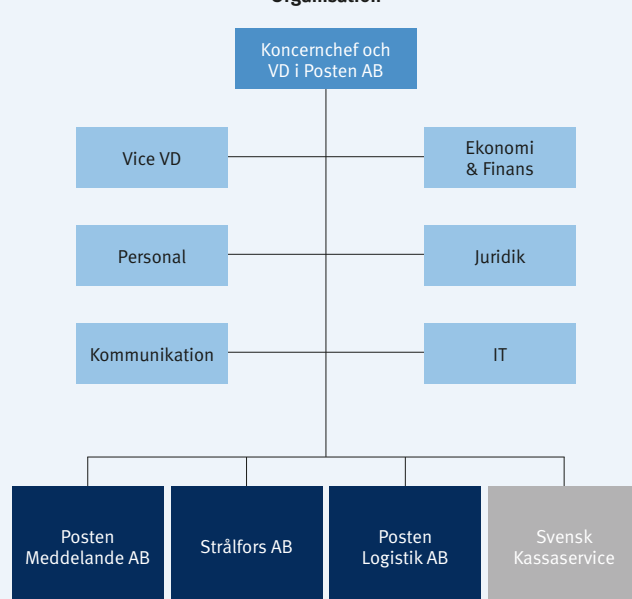 Organisation
Koncernchef och
VD i Posten AB
Vice VD
Ekonomi
& Finans
Personal
Juridik
Kommunikation
IT
Posten
Meddelande AB
Strålfors AB
Posten
Logistik AB
Svensk
Kassaservice